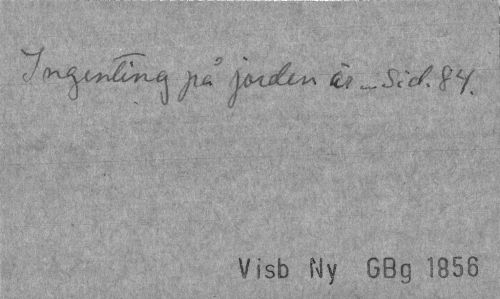 Ingenting på jorden är – Sid. 84.
Visb Ny GBg 1856